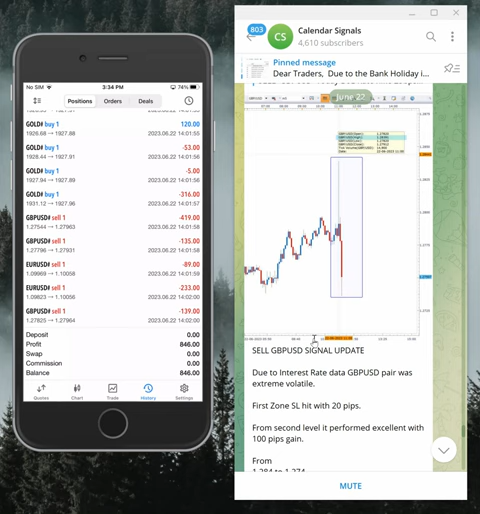 No SIM
3:34 PM
74%
Positions
Orders
Deals
GOLD# buy 1
120.00
1926.68 → 1927.88
2023.06.22 14:01:55
GOLD# buy 1
-53.00
1928.44 → 1927.91
2023.06.22 14:01:56
GOLD# buy 1
-5.00
1927.94 → 1927.89
2023.06.22 14:01:56
GOLD# buy 1
-316.00
1931.12 → 1927.96
2023.06.22 14:01:57
GBPUSD# sell 1
-419.00
1.27544 → 1.27963
2023.06.22 14:01:58
GBPUSD# sell 1
-135.00
1.27796 → 1.27931
2023.06.22 14:01:58
EURUSD# sell 1
-89.00
1.09969 → 1.10058
2023.06.22 14:01:59
EURUSD# sell 1
-233.00
1.09823 → 1.10056
2023.06.22 14:02:00
GBPUSD# sell 1
-139.00
1.27825 → 1.27964
2023.06.22 14:02:00
Deposit
0.00
Profit
846.00
Swap
0.00
Commission
0.00
Balance
846.00
Quotes
Chart
Trade
History
Settings
803
CS
Calendar Signals
4,610 subscribers
Pinned message
Dear Traders, Due to the Bank Holiday i...
June 22
SELL GBPUSD SIGNAL UPDATE
Due to Interest Rate data GBPUSD pair was
extreme volatile.
First Zone SL hit with 20 pips.
From second level it performed excellent with
100 pips gain.
From
1.284 to 1.274
MUTE